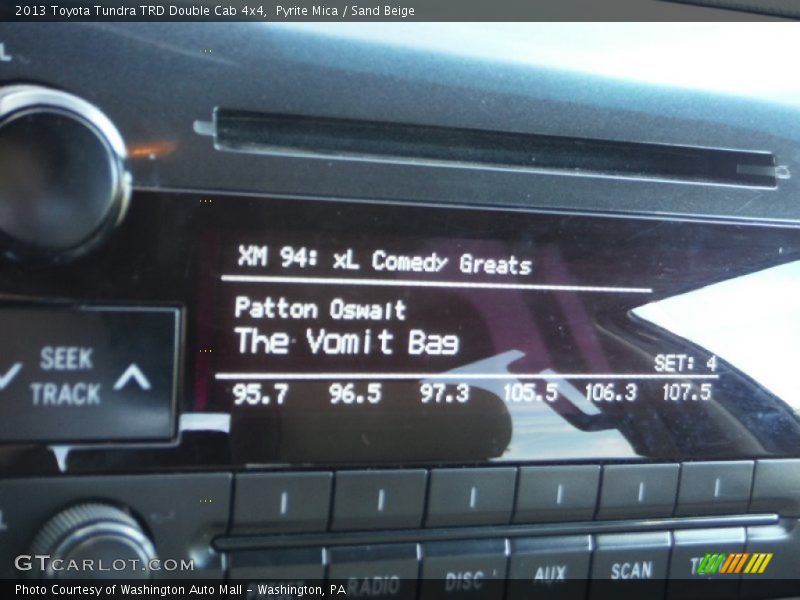 2013 Toyota Tundra TRD Double Cab 4x4,  Pyrite Mica / Sand Beige
XM 94: xL Comedy Greats
Patton Oswalt
The Vomit Bag
SET: 4
95.7 96.5 97.3 105.5 106.3 107.5
SEEK
TRACK
RADIO DISC AUX SCAN
GTCARLOT.COM
Photo Courtesy of Washington Auto Mall – Washington, PA